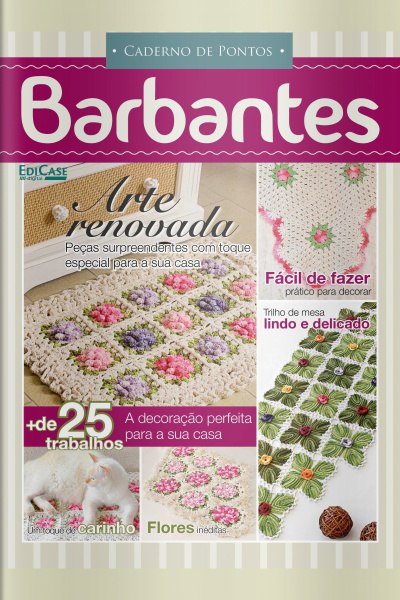 • CADERNO DE PONTOS •
Barbantes
EDICASE
Arte
renovada
Peças surpreendentes com toque
especial para a sua casa
Fácil de fazer
prático para decorar
Trilho de mesa
lindo e delicado
+de 25
trabalhos
A decoração perfeita
para a sua casa
Um toque de carinho
Flores inéditas